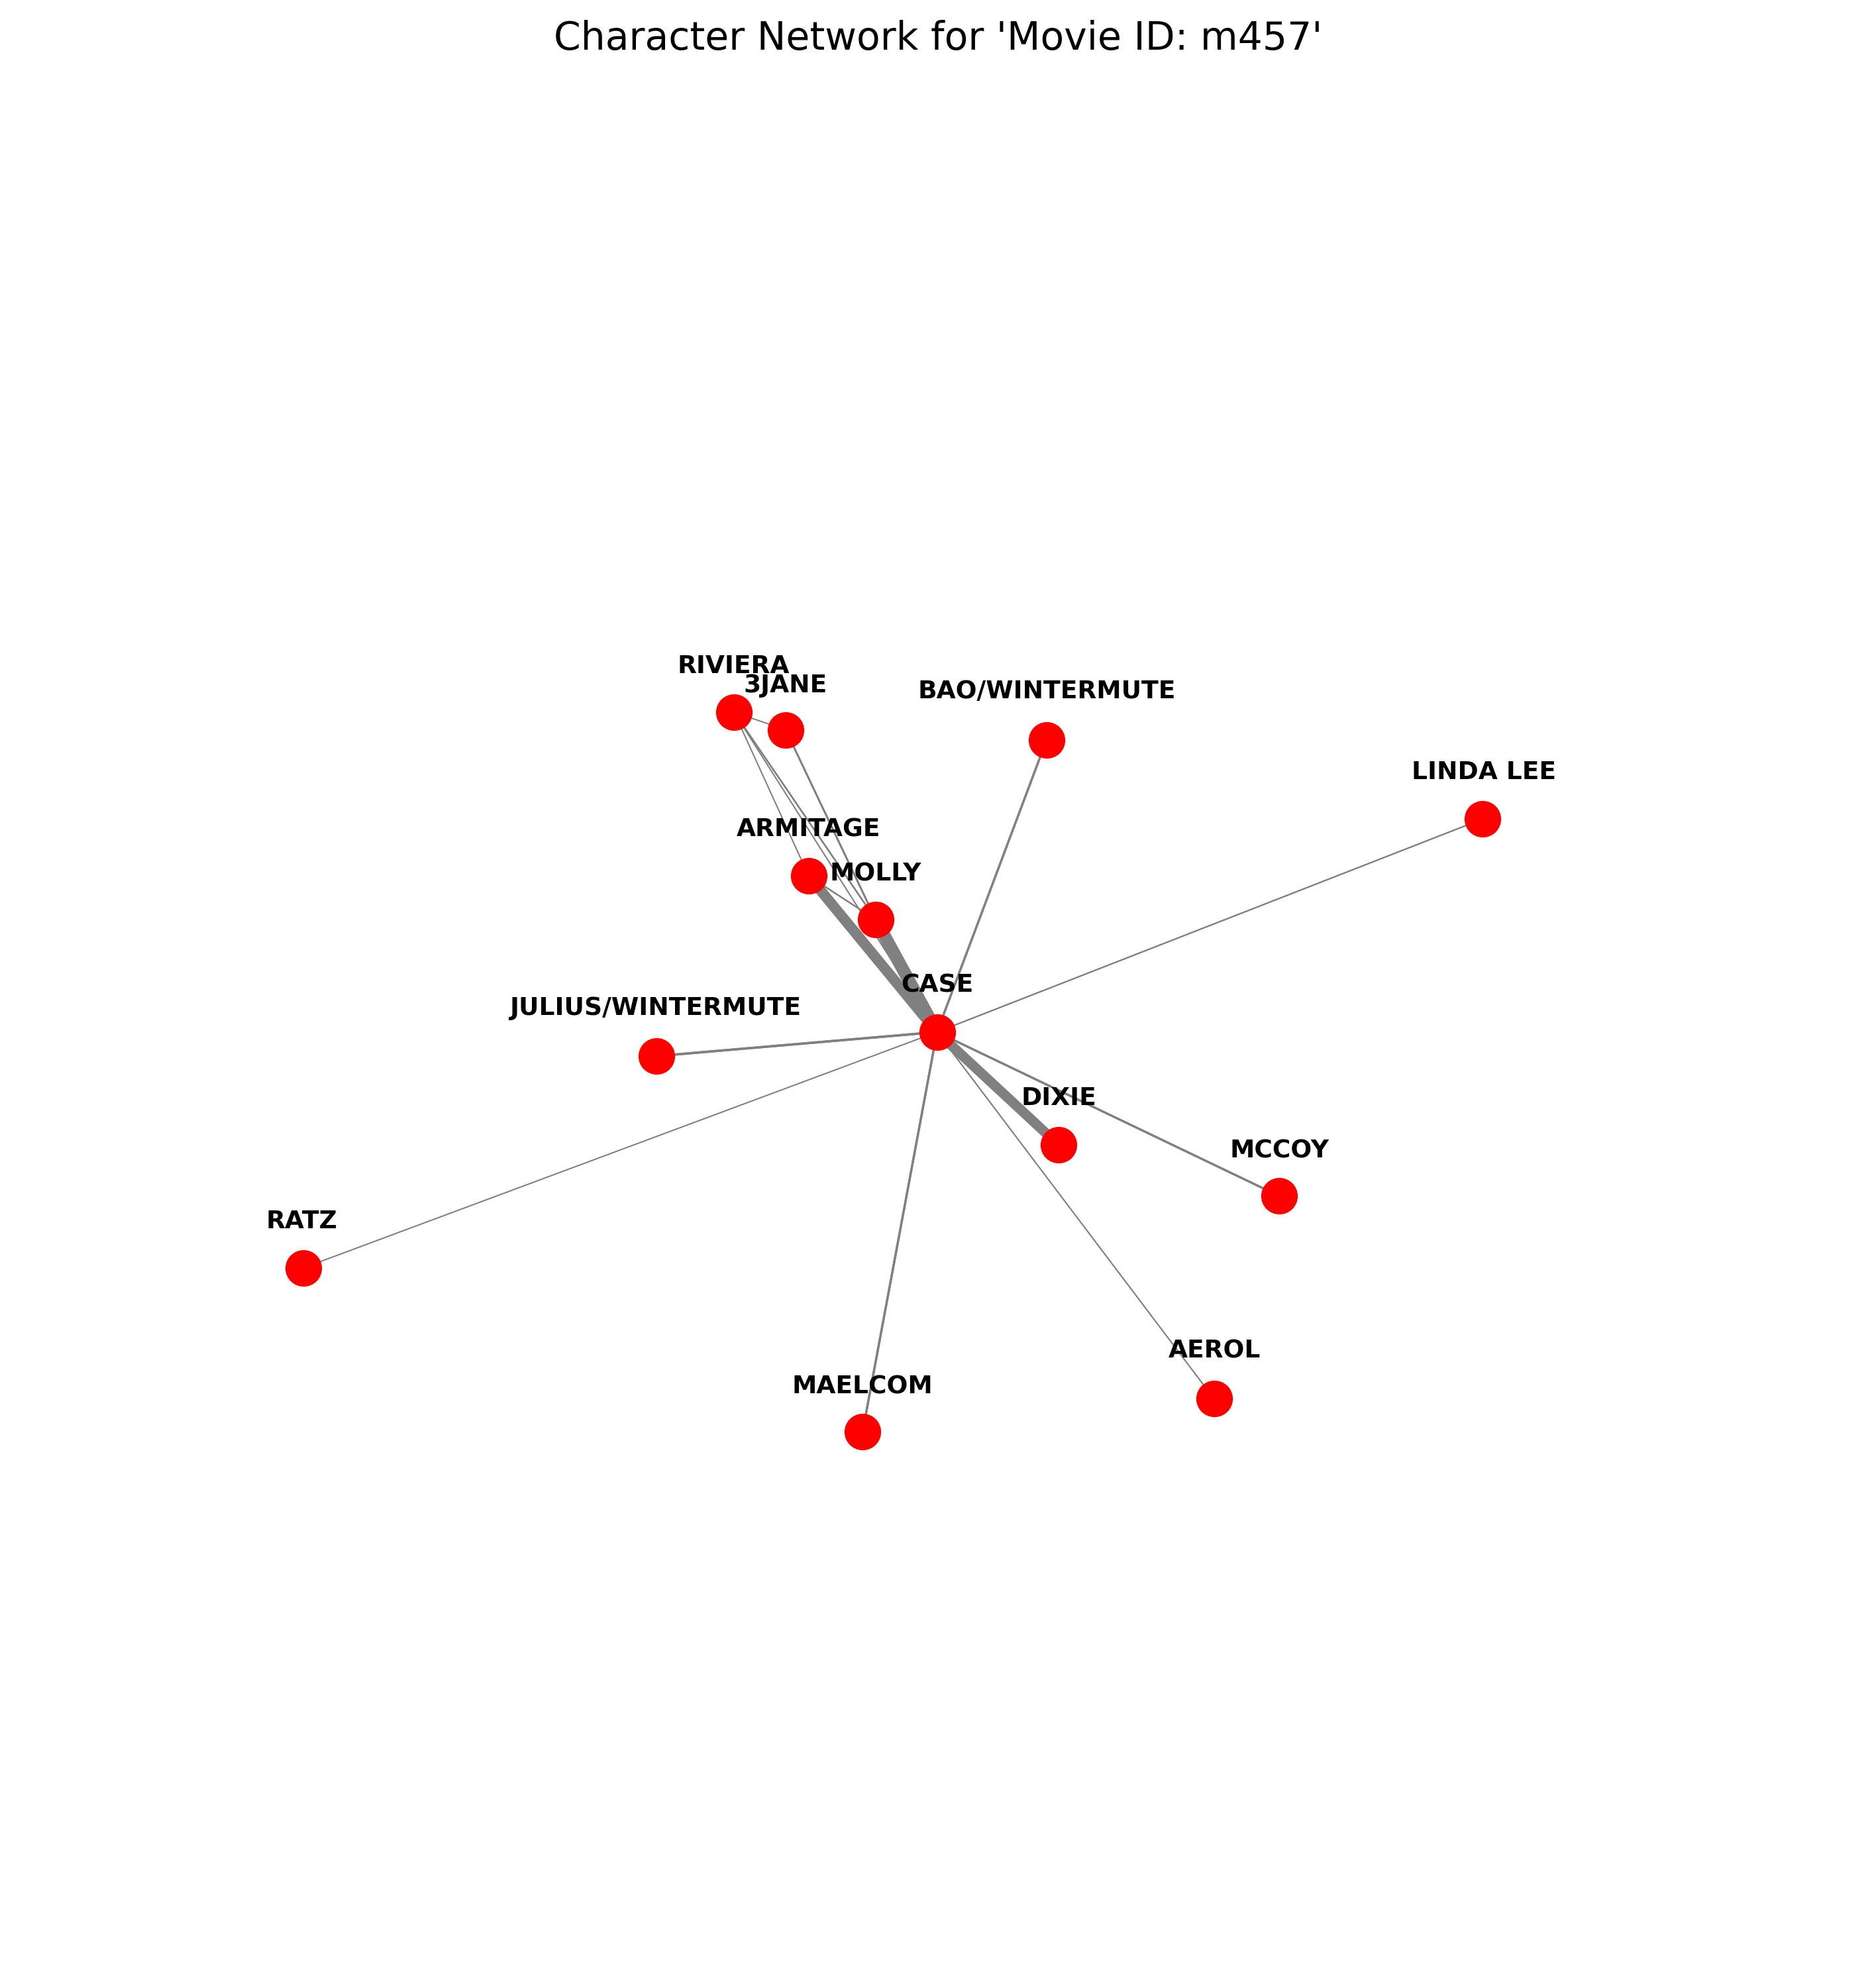 Character Network for 'Movie ID: m457'
RIVIERA
3JANE
BAO/WINTERMUTE
LINDA LEE
ARMITAGE
MOLLY
CASE
JULIUS/WINTERMUTE
DIXIE
MCCOY
RATZ
AEROL
MAELCOM